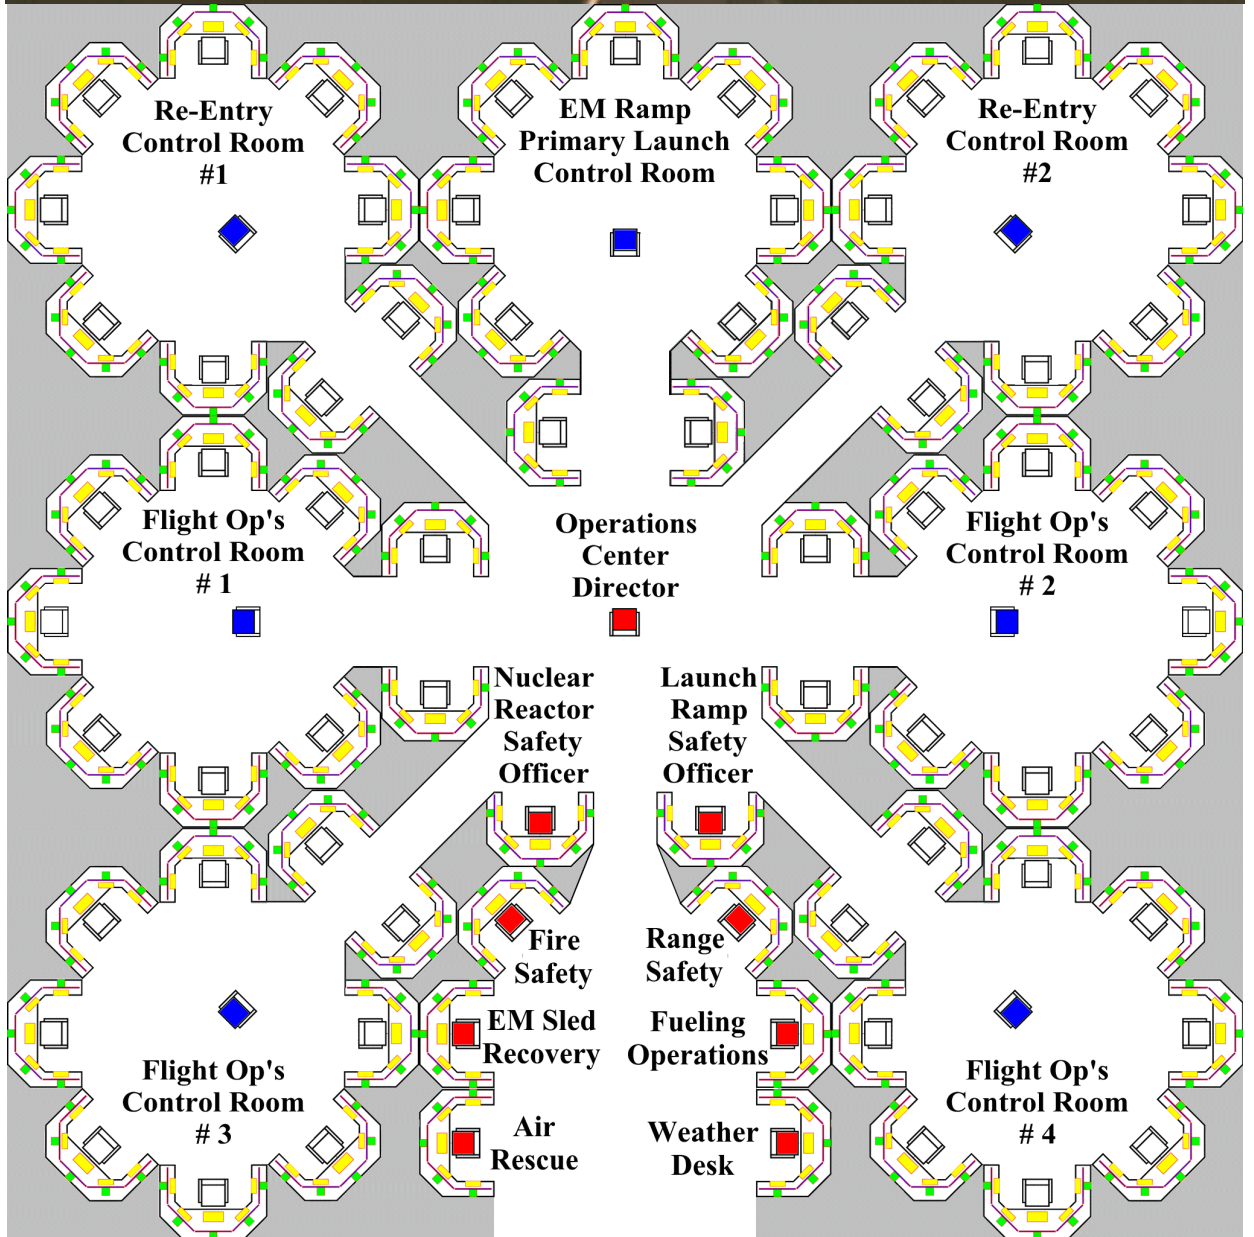 Re-Entry
Control Room
#1
EM Ramp
Primary Launch
Control Room
Re-Entry
Control Room
#2
Flight Op's
Control Room
# 1
Operations
Center
Director
Flight Op's
Control Room
# 2
Nuclear
Reactor
Safety
Officer
Launch
Ramp
Safety
Officer
Fire
Safety
Range
Safety
EM Sled
Recovery
Fueling
Operations
Flight Op's
Control Room
# 3
Air
Rescue
Weather
Desk
Flight Op's
Control Room
# 4